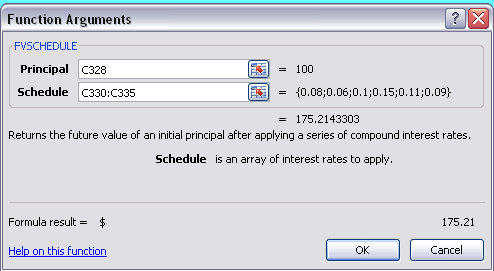 Function Arguments
FVSCHEDULE
Principal C328 = 100
Schedule C330:C335 = {0.08;0.06;0.1;0.15;0.11;0.09}
= 175.2143303
Returns the future value of an initial principal after applying a series of compound interest rates.
Schedule is an array of interest rates to apply.
Formula result = $ 175.21
Help on this function OK Cancel